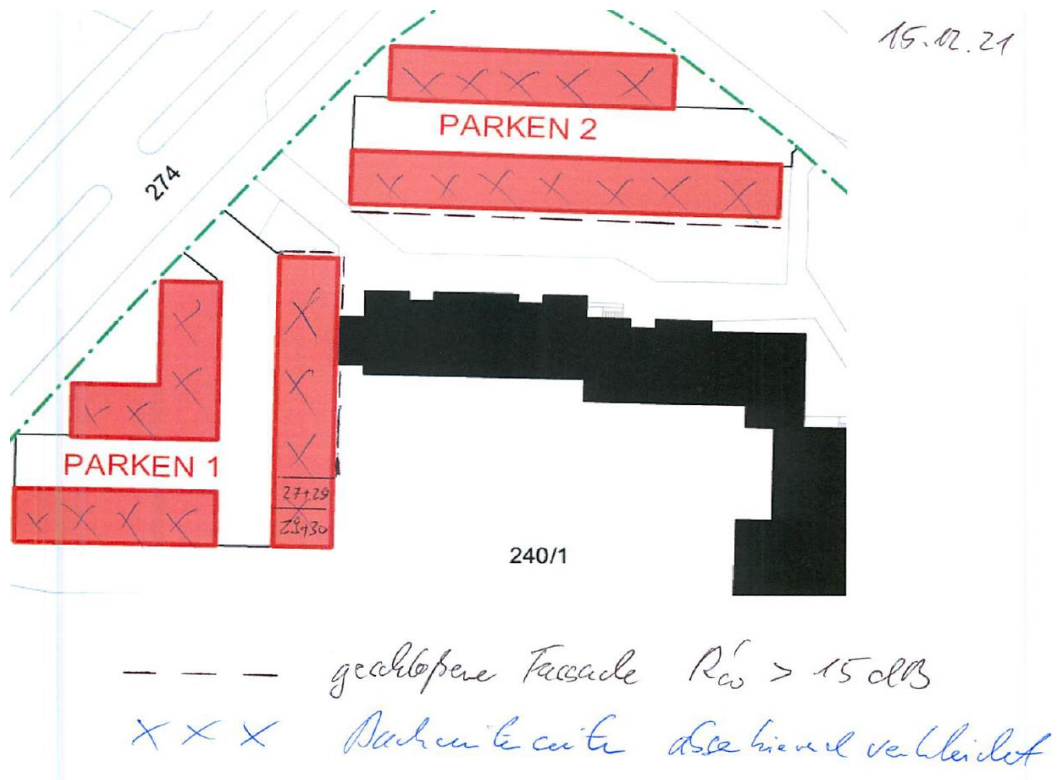 15.12.21
PARKEN 2
274
PARKEN 1
27+28
29+30
240/1
geschloßene Fassade R'ω > 15 dB
X X X Dachunterseite absorbierend verkleidet